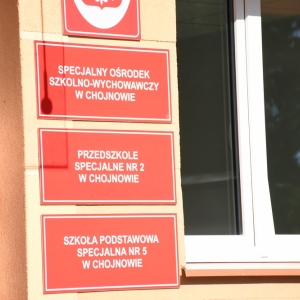 SPECJALNY OŚRODEK
SZKOLNO-WYCHOWAWCZY
W CHOJNOWIE
PRZEDSZKOLE
SPECJALNE NR 2
W CHOJNOWIE
SZKOŁA PODSTAWOWA
SPECJALNA NR 5
W CHOJNOWIE